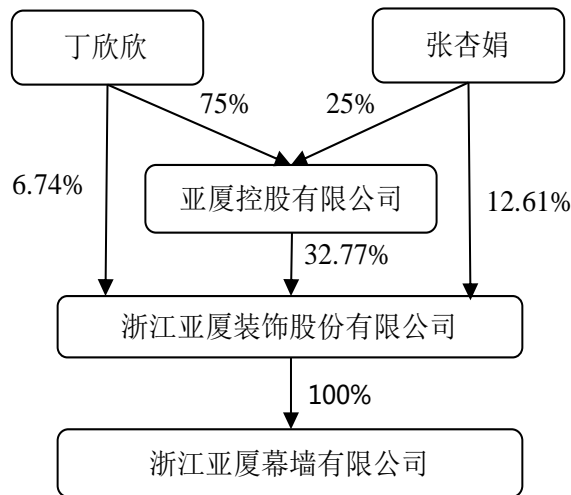 丁欣欣
张杏娟
75%
25%
6.74%
亚厦控股有限公司
12.61%
32.77%
浙江亚厦装饰股份有限公司
100%
浙江亚厦幕墙有限公司